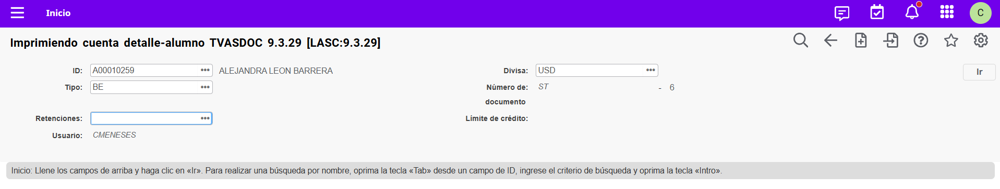 Inicio
C
Imprimiendo cuenta detalle-alumno TVASDOC 9.3.29 [LASC:9.3.29]
ID: A00010259 ALEJANDRA LEON BARRERA Divisa: USD Ir
Tipo: BE Número de: ST - 6
documento
Retenciones: Límite de crédito:
Usuario: CMENESES
Inicio: Llene los campos de arriba y haga clic en «Ir». Para realizar una búsqueda por nombre, oprima la tecla «Tab» desde un campo de ID, ingrese el criterio de búsqueda y oprima la tecla «Intro».